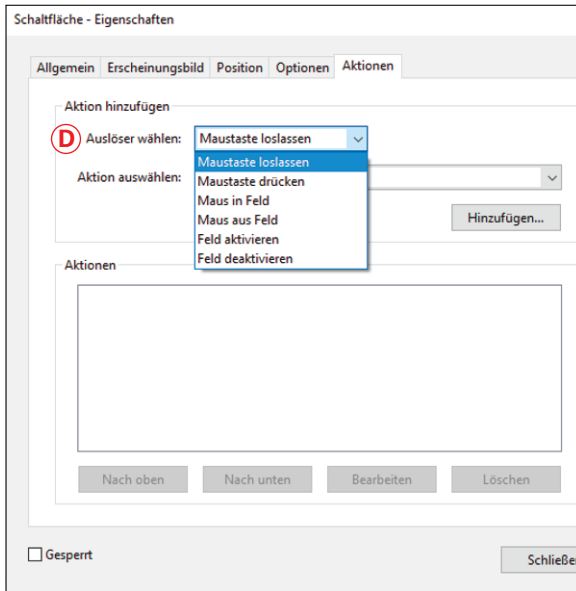 Schaltfläche - Eigenschaften
Allgemein Erscheinungsbild Position Optionen Aktionen
Aktion hinzufügen
D Auslöser wählen: Maustaste loslassen
Maustaste loslassen
Aktion auswählen: Maustaste drücken
Maus in Feld
Maus aus Feld
Hinzufügen...
Feld aktivieren
Feld deaktivieren
Aktionen
Nach oben Nach unten Bearbeiten Löschen
Gesperrt
Schließe